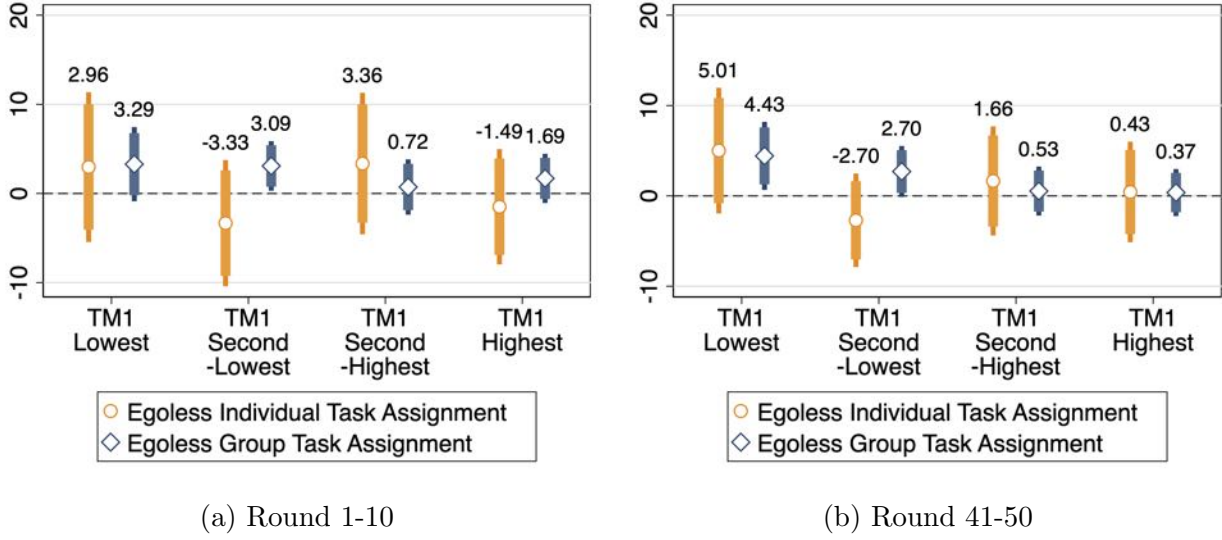 20
10
0
-10
2.96
3.29
-3.33
3.09
3.36
0.72
-1.49
1.69
TM1
Lowest
TM1
Second
-Lowest
TM1
Second
-Highest
TM1
Highest
Egoless Individual Task Assignment
Egoless Group Task Assignment
(a) Round 1-10
20
10
0
-10
5.01
4.43
-2.70
2.70
1.66
0.53
0.43
0.37
TM1
Lowest
TM1
Second
-Lowest
TM1
Second
-Highest
TM1
Highest
Egoless Individual Task Assignment
Egoless Group Task Assignment
(b) Round 41-50